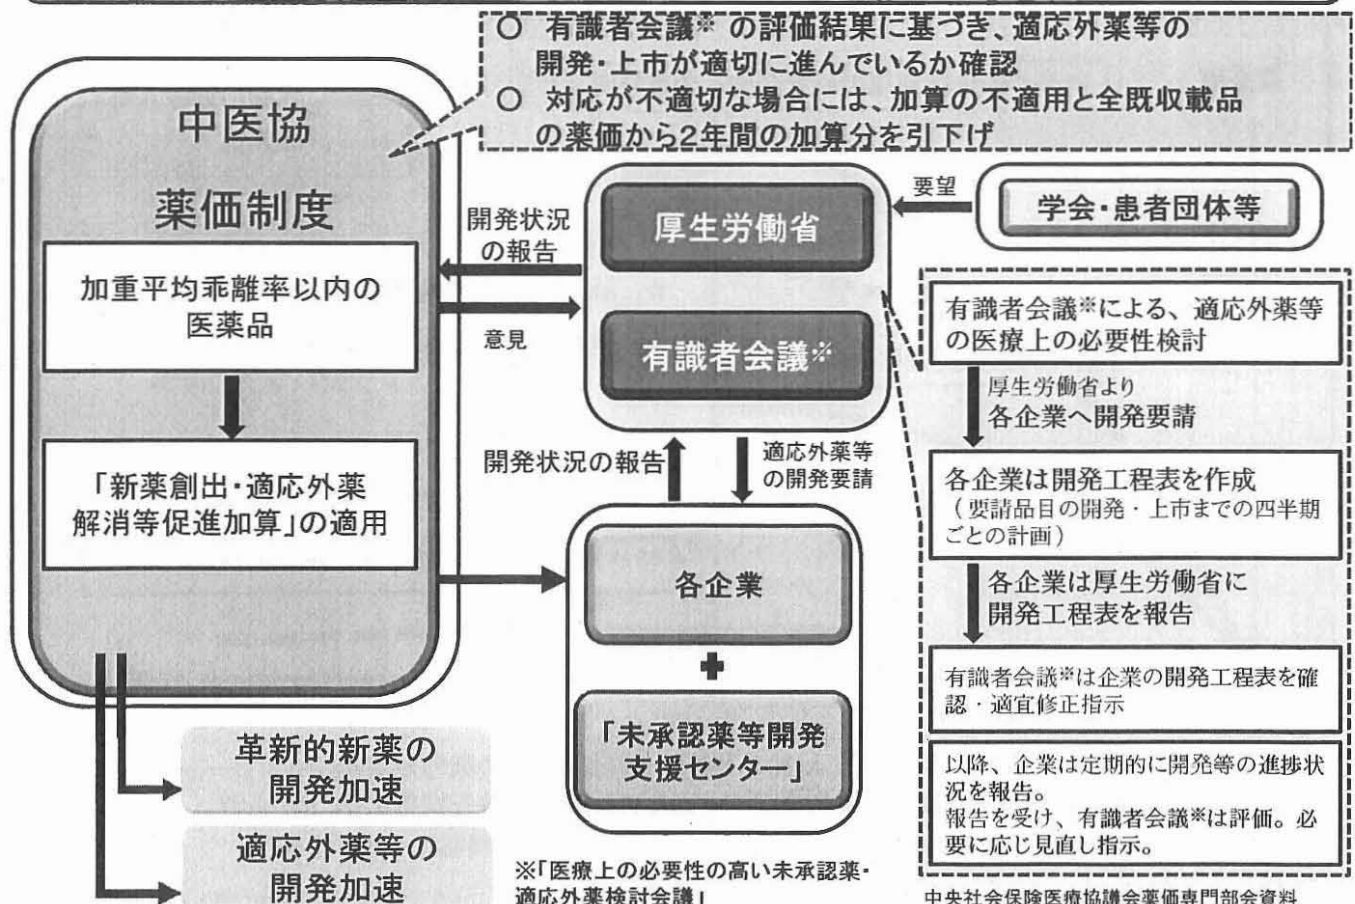 ○ 有識者会議※ の評価結果に基づき、適応外薬等の
開発・上市が適切に進んでいるか確認
○ 対応が不適切な場合には、加算の不適用と全既収載品
の薬価から2年間の加算分を引下げ
中医協
薬価制度
加重平均乖離率以内の
医薬品
「新薬創出・適応外薬
解消等促進加算」の適用
開発状況
の報告
意見
厚生労働省
有識者会議※
要望
学会・患者団体等
開発状況の報告
適応外薬等
の開発要請
各企業
+
「未承認薬等開発
支援センター」
革新的新薬の
開発加速
適応外薬等の
開発加速
有識者会議※による、適応外薬等
の医療上の必要性検討
厚生労働省より
各企業へ開発要請
各企業は開発工程表を作成
(要請品目の開発・上市までの四半期
ごとの計画)
各企業は厚生労働省に
開発工程表を報告
有識者会議※は企業の開発工程表を確
認・適宜修正指示
以降、企業は定期的に開発等の進捗状
況を報告。
報告を受け、有識者会議※は評価。必
要に応じ見直し指示。
※「医療上の必要性の高い未承認薬・
適応外薬検討会議」
中央社会保険医療協議会薬価専門部会資料